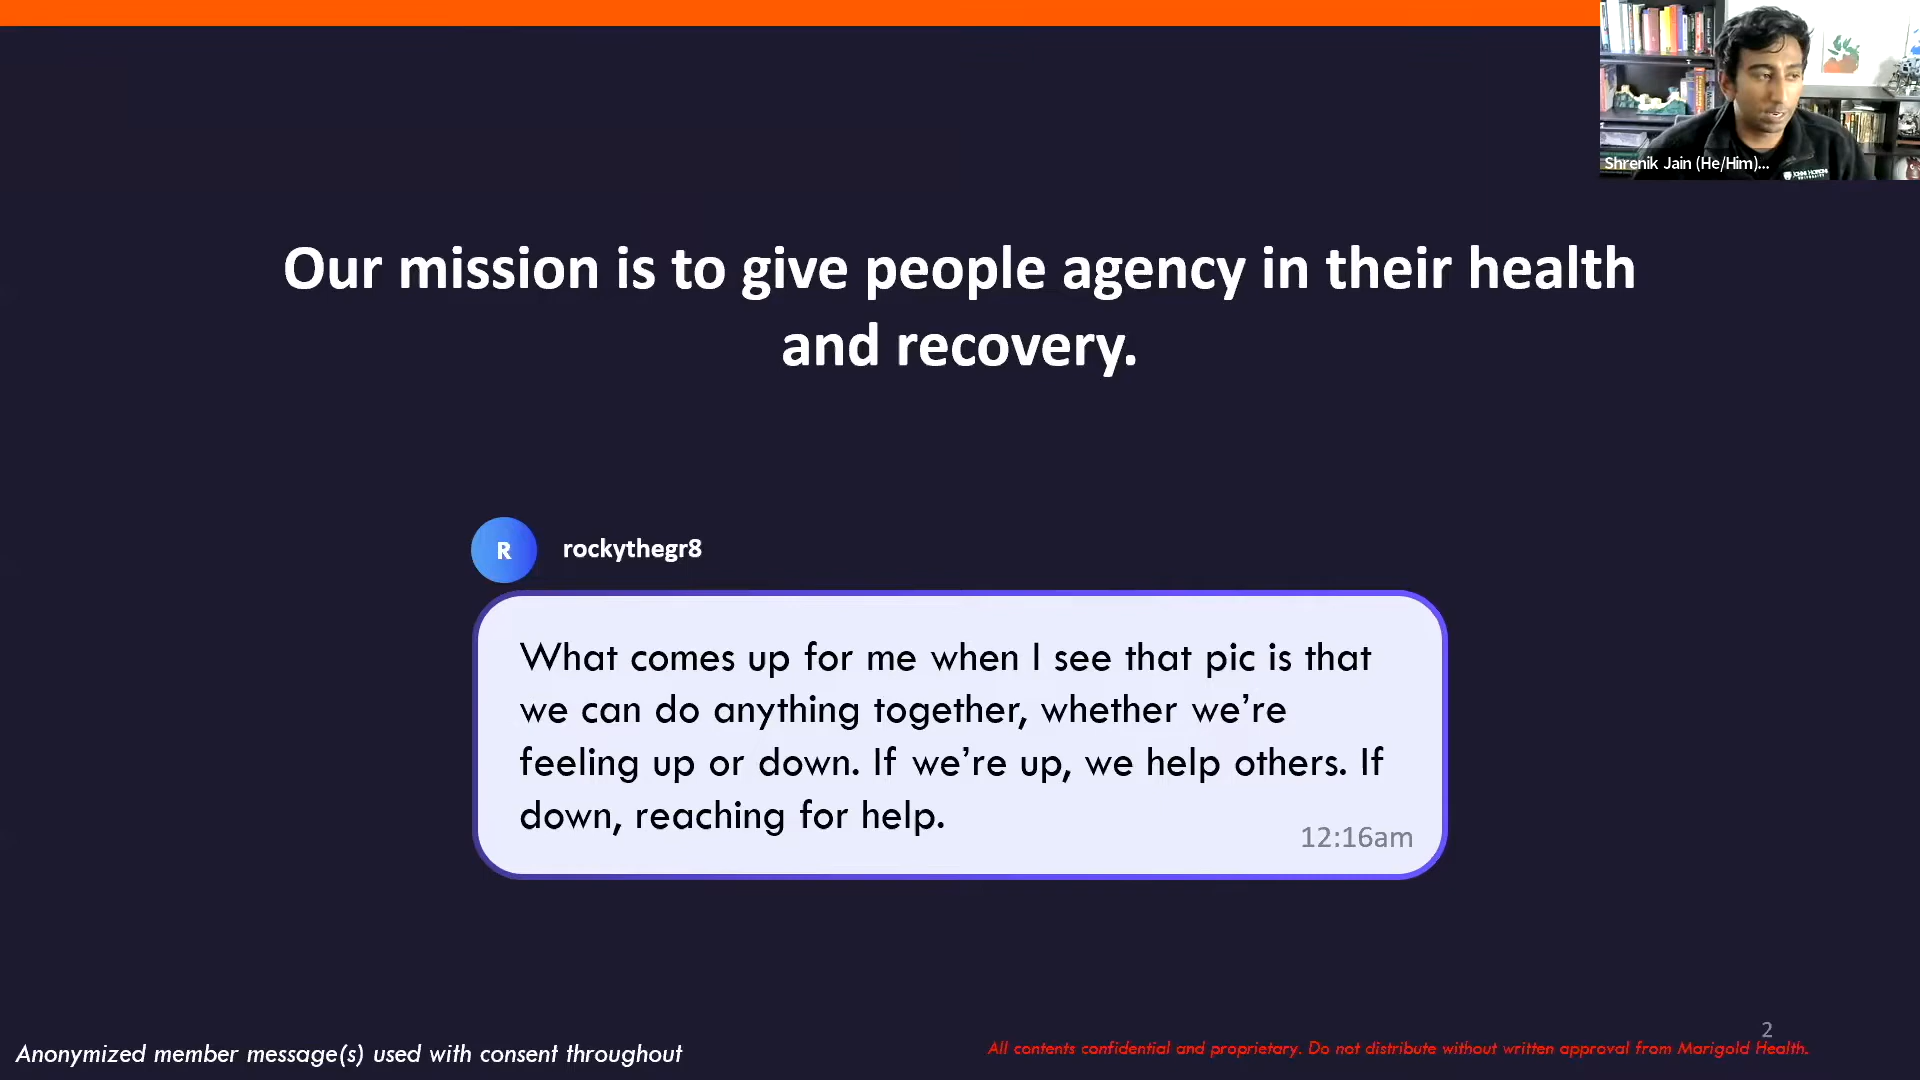 Shrenik Jain (He/Him)...
JOHNS HOPKINS
UNIVERSITY
Our mission is to give people agency in their health
and recovery.
R
rockythegr8
What comes up for me when I see that pic is that
we can do anything together, whether we’re
feeling up or down. If we’re up, we help others. If
down, reaching for help.
12:16am
2
Anonymized member message(s) used with consent throughout
All contents confidential and proprietary. Do not distribute without written approval from Marigold Health.